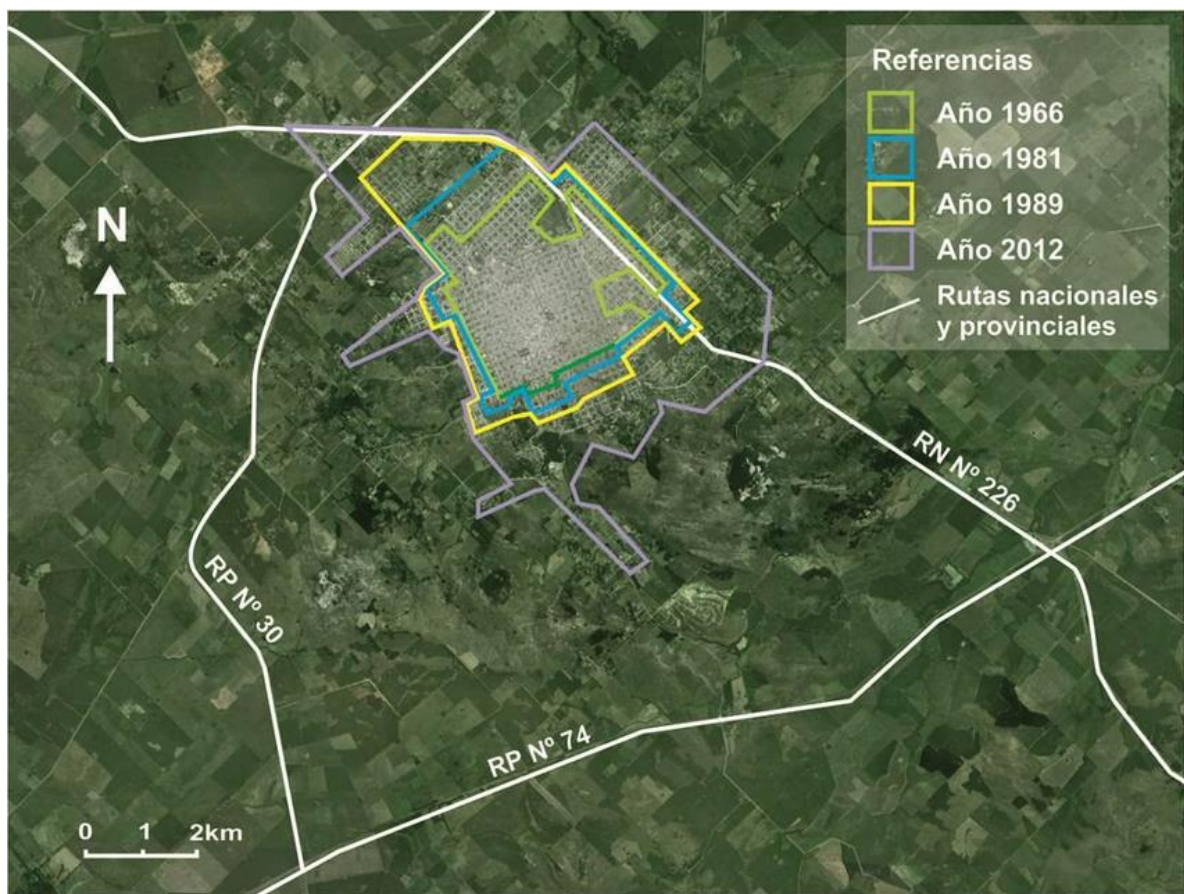 Referencias
Año 1966
Año 1981
Año 1989
Año 2012
Rutas nacionales
y provinciales
N
RN Nº 226
RP Nº 30
RP Nº 74
0 1 2km